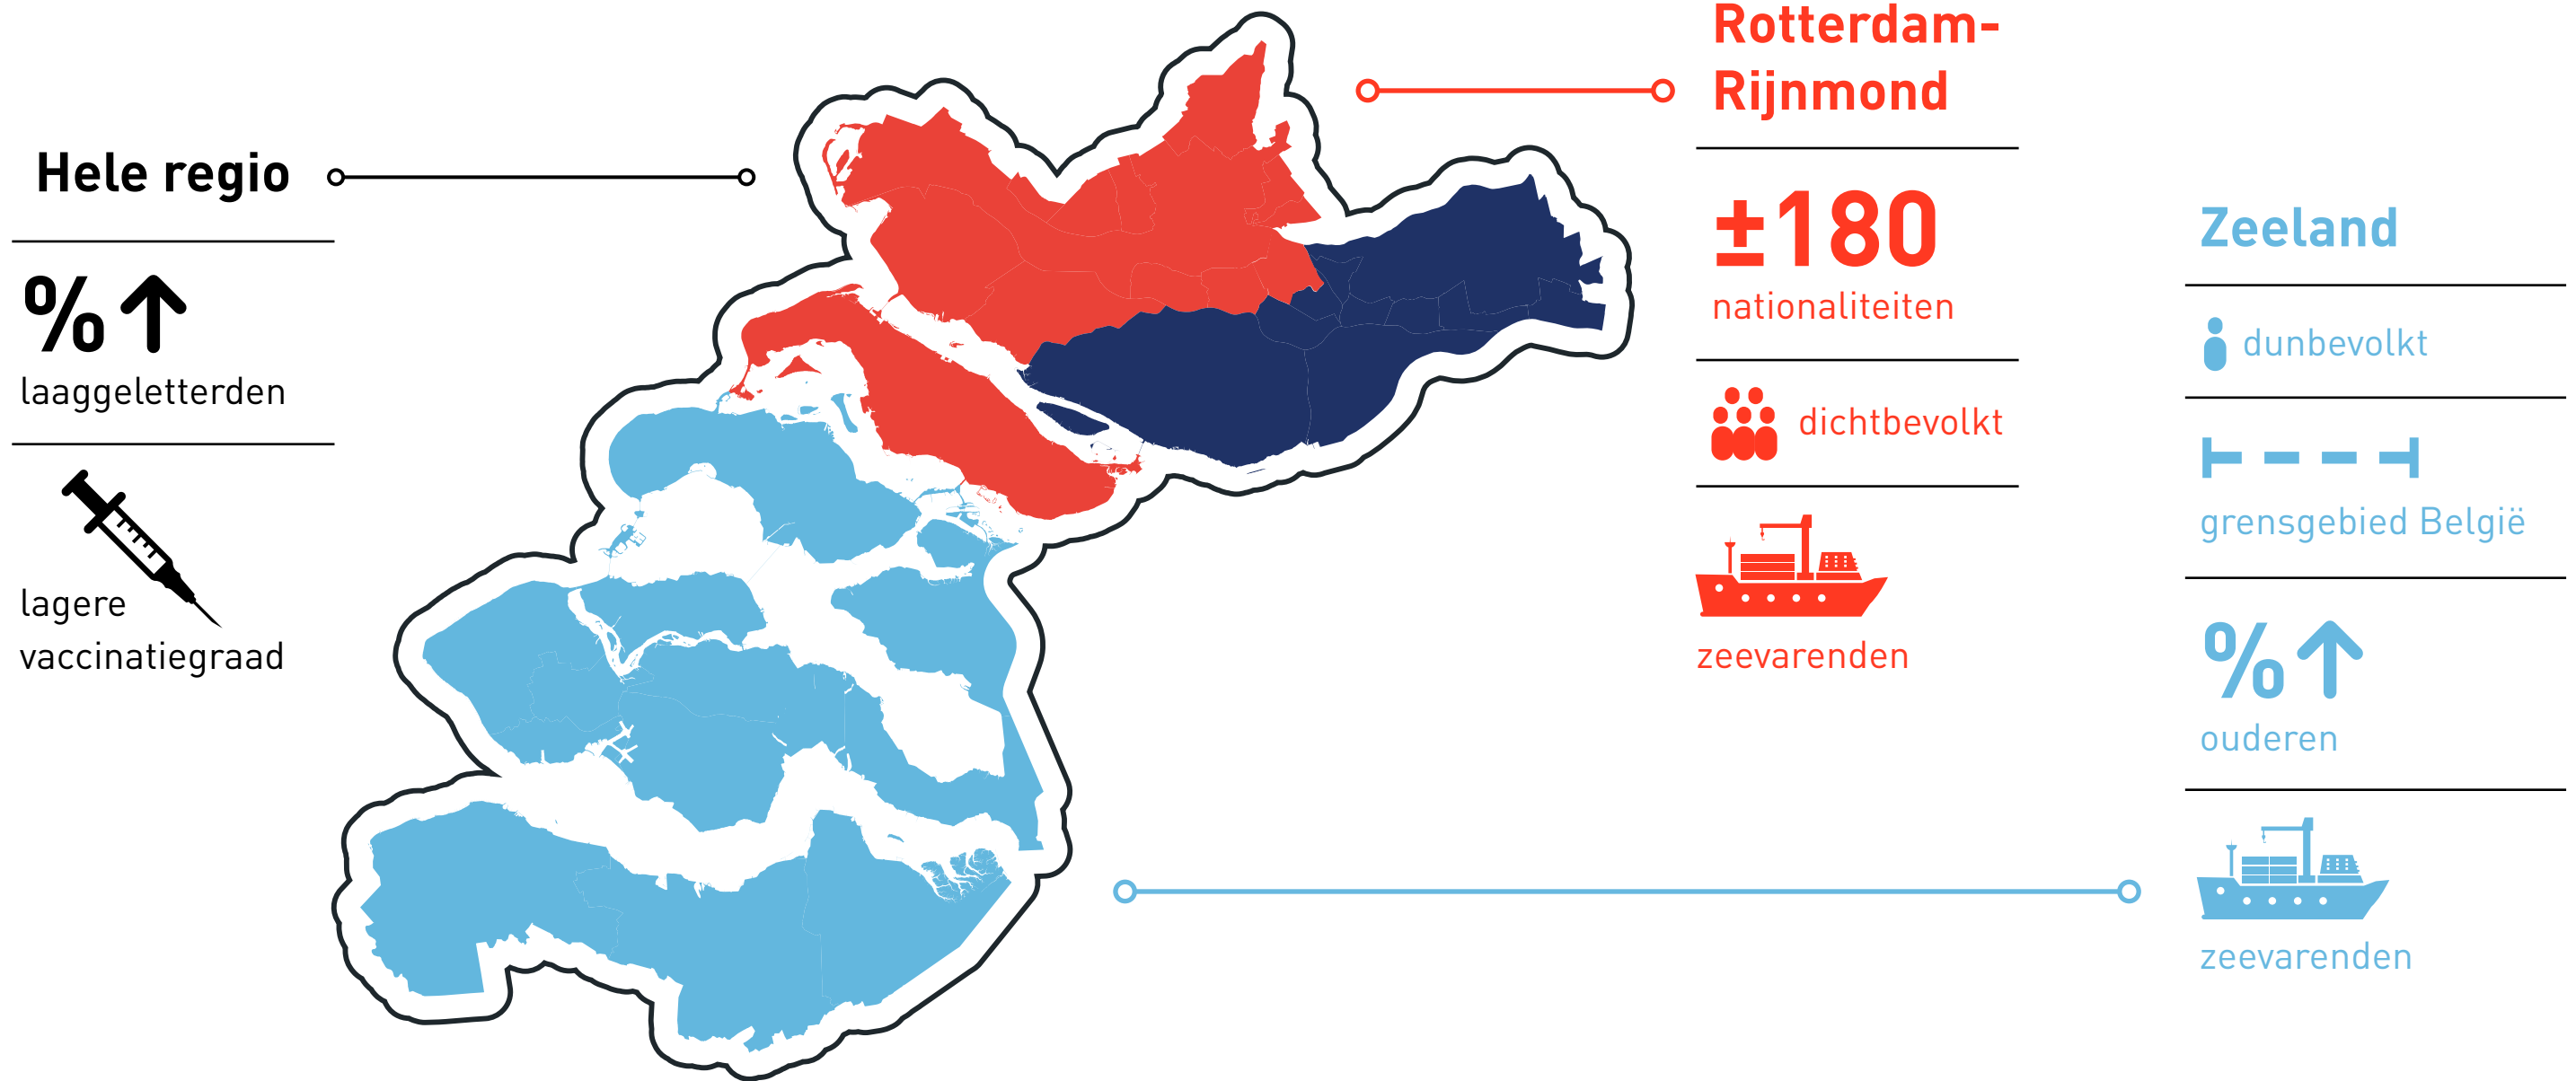 Hele regio
%↑
laaggeletterden
lagere
vaccinatiegraad
Rotterdam-
Rijnmond
±180
nationaliteiten
dichtbevolkt
zeevarenden
Zeeland
dunbevolkt
grensgebied België
%↑
ouderen
zeevarenden